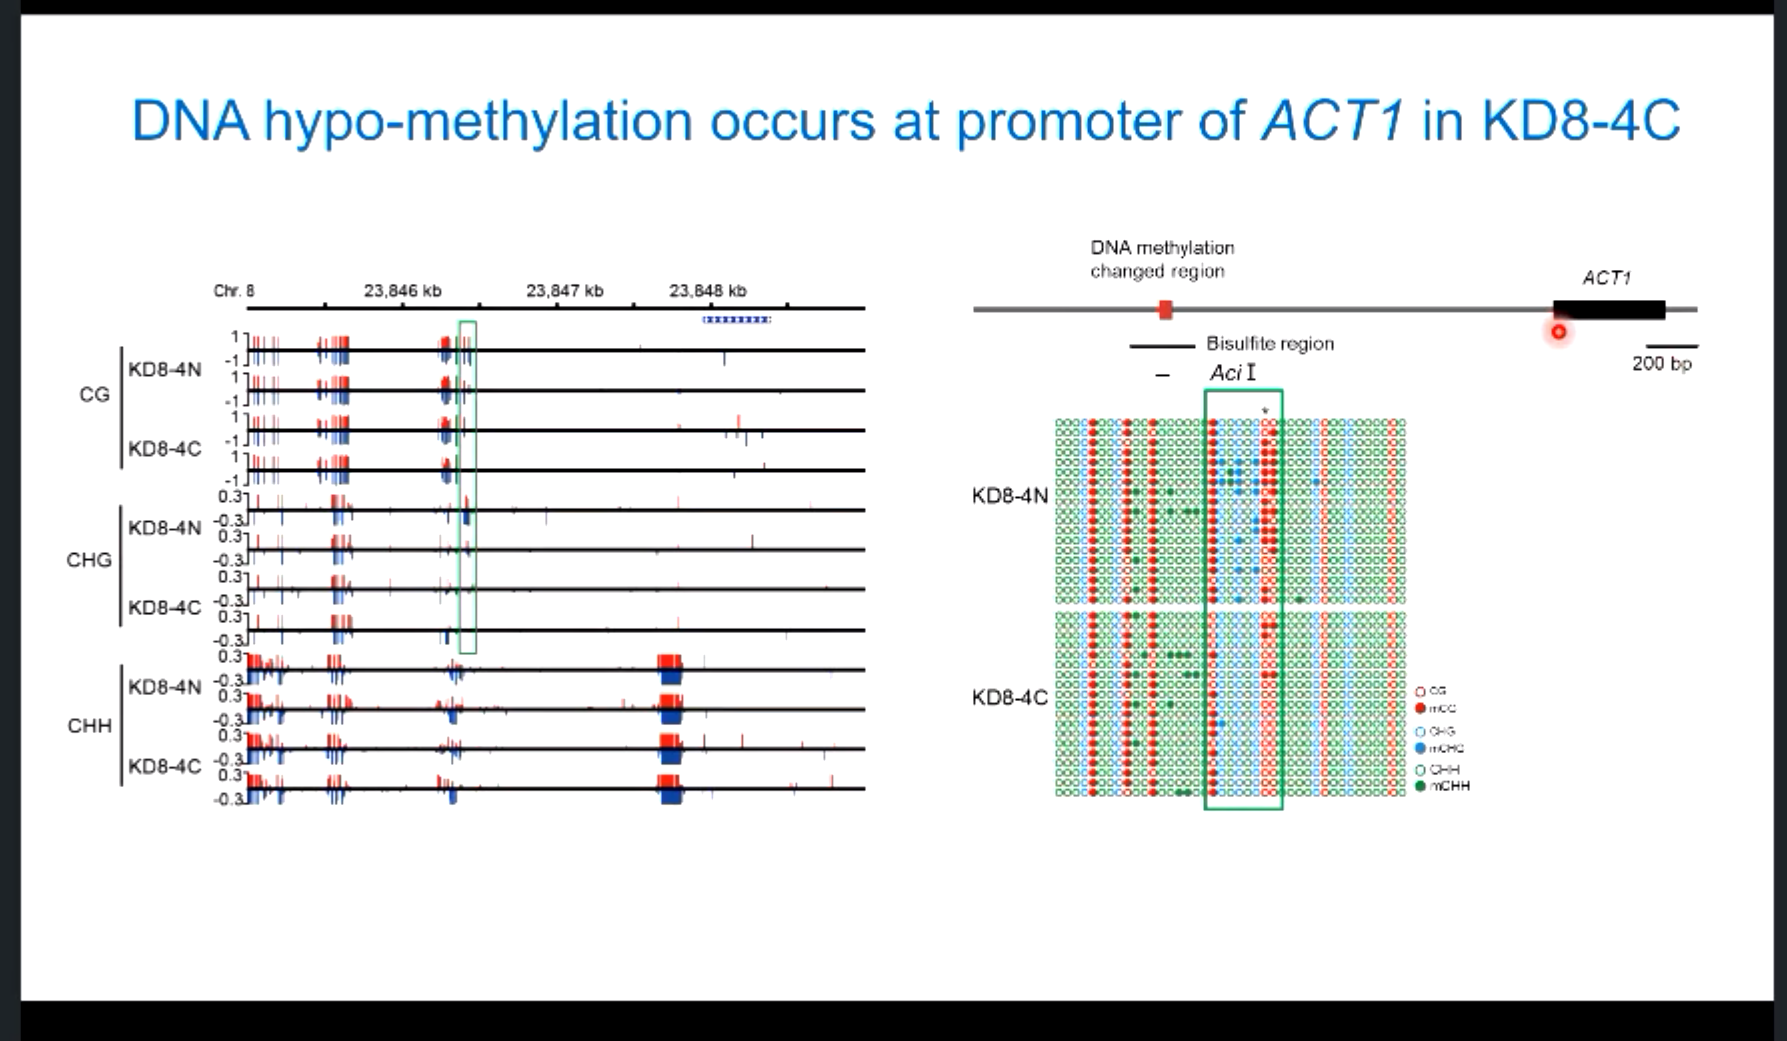 DNA hypo-methylation occurs at promoter of ACT1 in KD8-4C
Chr. 8
23,846 kb
23,847 kb
23,848 kb
CG
KD8-4N
KD8-4C
1
-1
1
-1
1
-1
1
-1
CHG
KD8-4N
KD8-4C
0.3
-0.3
0.3
-0.3
0.3
-0.3
0.3
-0.3
CHH
KD8-4N
KD8-4C
0.3
-0.3
0.3
-0.3
0.3
-0.3
0.3
-0.3
DNA methylation
changed region
ACT1
Bisulfite region
Aci I
200 bp
*
KD8-4N
KD8-4C
CG
mCG
CHG
mCHG
CHH
mCHH